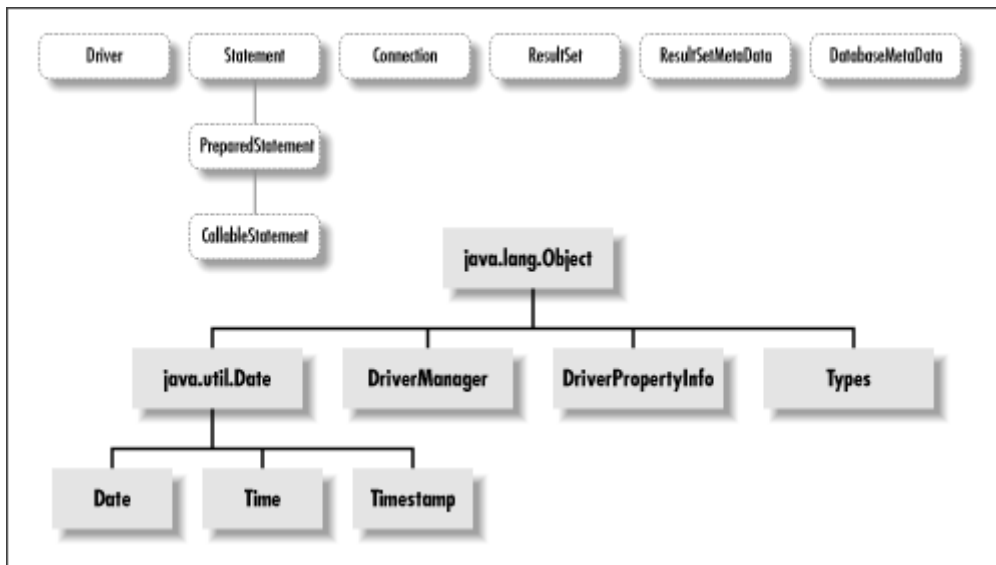 Driver
Statement
Connection
ResultSet
ResultSetMetaData
DatabaseMetaData
PreparedStatement
CallableStatement
java.lang.Object
java.util.Date
DriverManager
DriverPropertyInfo
Types
Date
Time
Timestamp